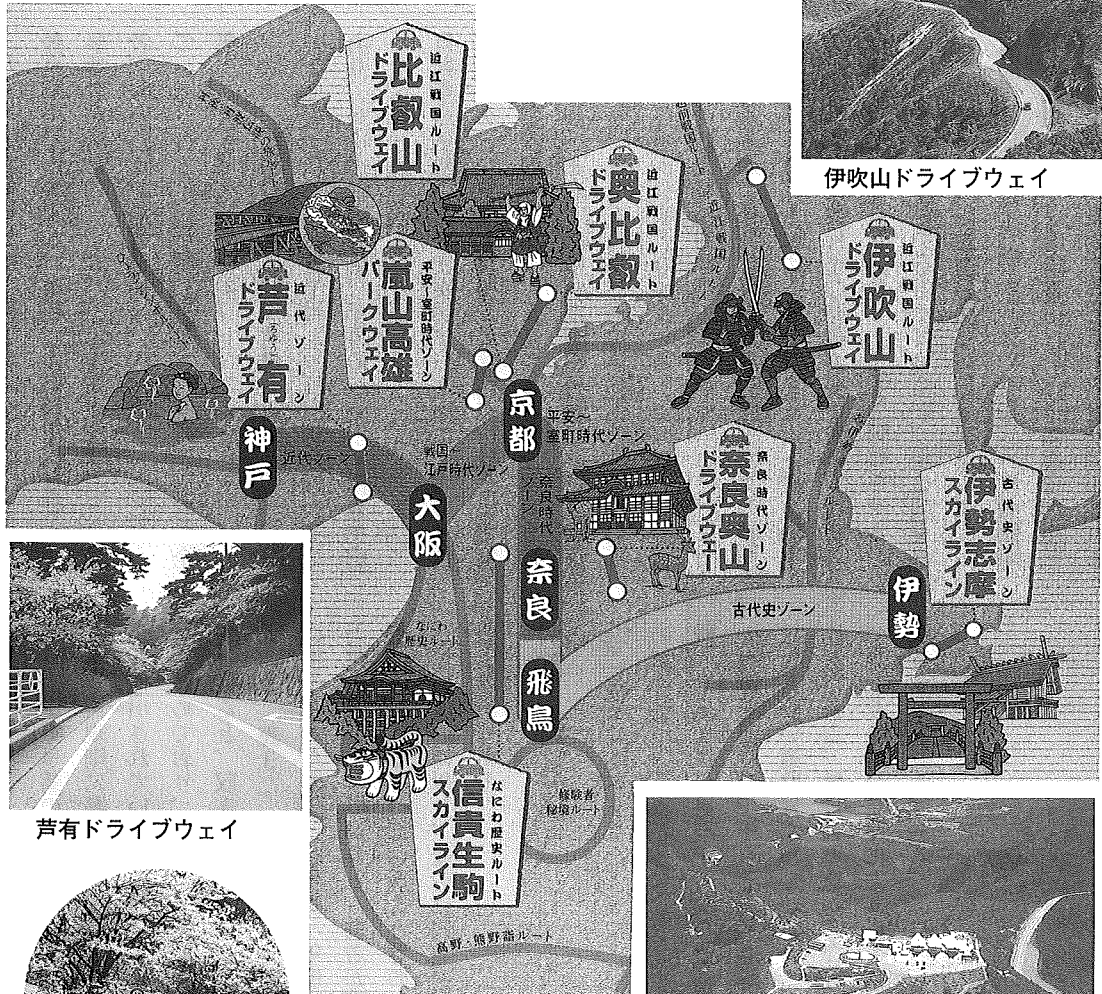 近江戦国ルート
比叡山
ドライブウェイ
伊吹山ドライブウェイ
近江戦国ルート
奥比叡
ドライブウェイ
近江戦国ルート
伊吹山
ドライブウェイ
平安〜室町時代ゾーン
嵐山高雄
パークウェイ
近代ゾーン
芦有
ろゆう
ドライブウェイ
京都
平安〜
室町時代ゾーン
神戸
近代ゾーン
戦国〜
江戸時代ゾーン
大阪
奈良時代
ゾーン
奈良時代ゾーン
奈良奥山
ドライブウェー
古代史ゾーン
伊勢志摩
スカイライン
奈良
伊勢
古代史ゾーン
なにわ
歴史ルート
飛鳥
なにわ歴史ルート
信貴生駒
スカイライン
修験者
秘境ルート
高野・熊野詣ルート
芦有ドライブウェイ